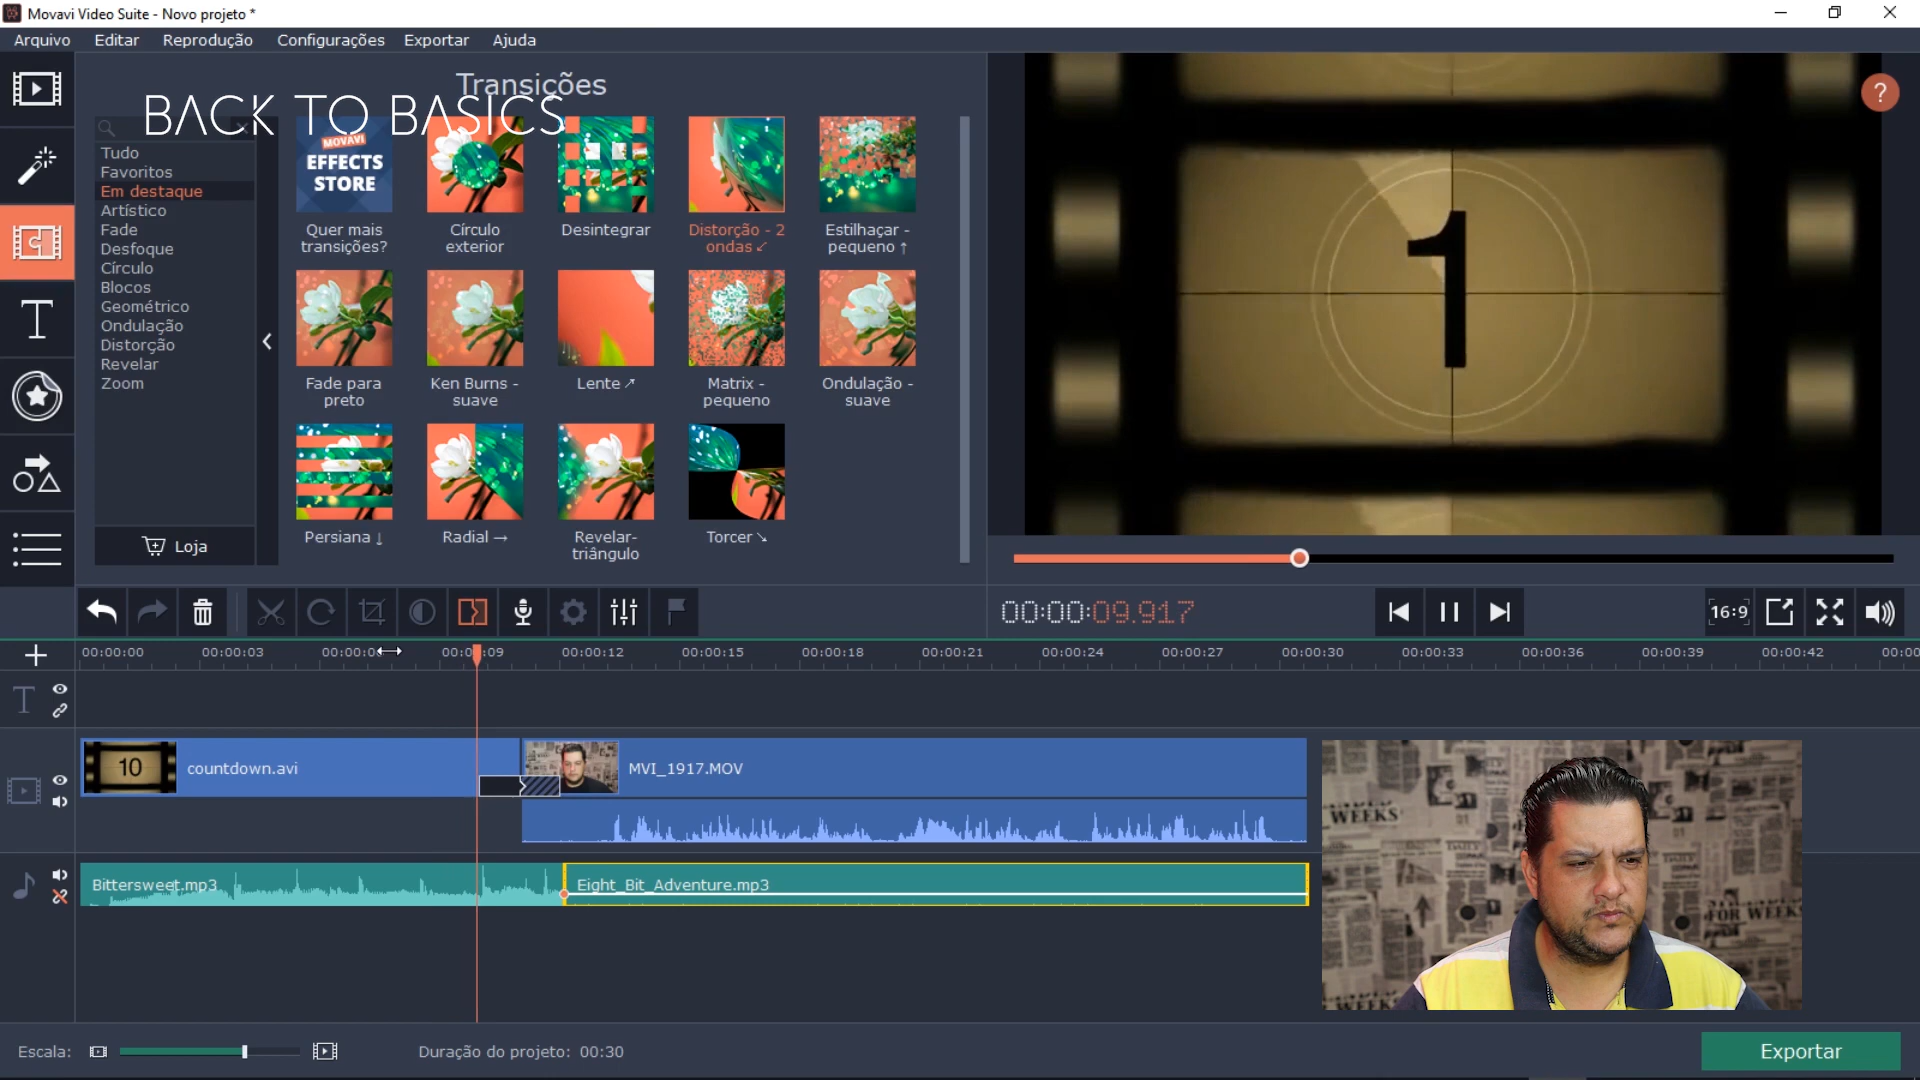 Movavi Video Suite - Novo projeto *
Arquivo Editar Reprodução Configurações Exportar Ajuda
Transições
BACK TO BASICS
?
Tudo
Favoritos
Em destaque
Artístico
Fade
Desfoque
Círculo
Blocos
Geométrico
Ondulação
Distorção
Revelar
Zoom
Loja
MOVAVI
EFFECTS
STORE
Quer mais
transições?
Círculo
exterior
Desintegrar
Distorção - 2
ondas ↙
Estilhaçar -
pequeno ↑
Fade para
preto
Ken Burns -
suave
Lente ↗
Matrix -
pequeno
Ondulação -
suave
Persiana ↓
Radial →
Revelar-
triângulo
Torcer ↘
1
00:00:09.917
16:9
00:00:00 00:00:03 00:00:0 00:00:09 00:00:12 00:00:15 00:00:18 00:00:21 00:00:24 00:00:27 00:00:30 00:00:33 00:00:36 00:00:39 00:00:42 00:00
T
10
countdown.avi
MVI_1917.MOV
Bittersweet.mp3
Eight_Bit_Adventure.mp3
WEEKS
FOR WEEK
Escala:
Duração do projeto: 00:30
Exportar